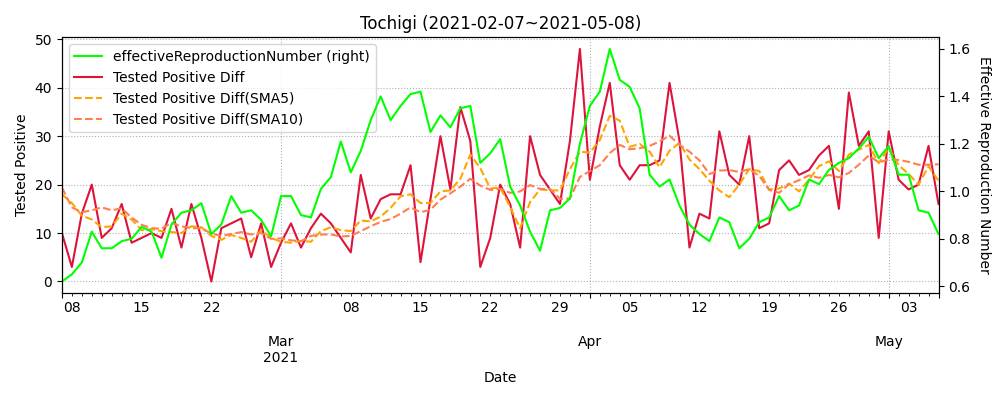 Tochigi (2021-02-07~2021-05-08)
effectiveReproductionNumber (right)
Tested Positive Diff
Tested Positive Diff(SMA5)
Tested Positive Diff(SMA10)
Tested Positive
50
40
30
20
10
0
Effective Reproduction Number
1.6
1.4
1.2
1.0
0.8
0.6
08 15 22 08 15 22 29 05 12 19 26 03
Mar Apr May
2021
Date